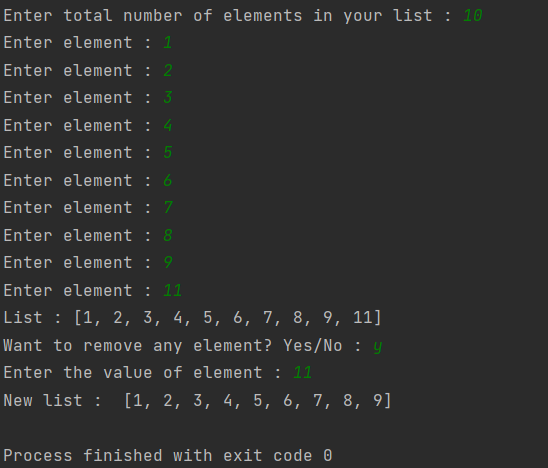 Enter total number of elements in your list : 10
Enter element : 1
Enter element : 2
Enter element : 3
Enter element : 4
Enter element : 5
Enter element : 6
Enter element : 7
Enter element : 8
Enter element : 9
Enter element : 11
List : [1, 2, 3, 4, 5, 6, 7, 8, 9, 11]
Want to remove any element? Yes/No : y
Enter the value of element : 11
New list :  [1, 2, 3, 4, 5, 6, 7, 8, 9]
Process finished with exit code 0